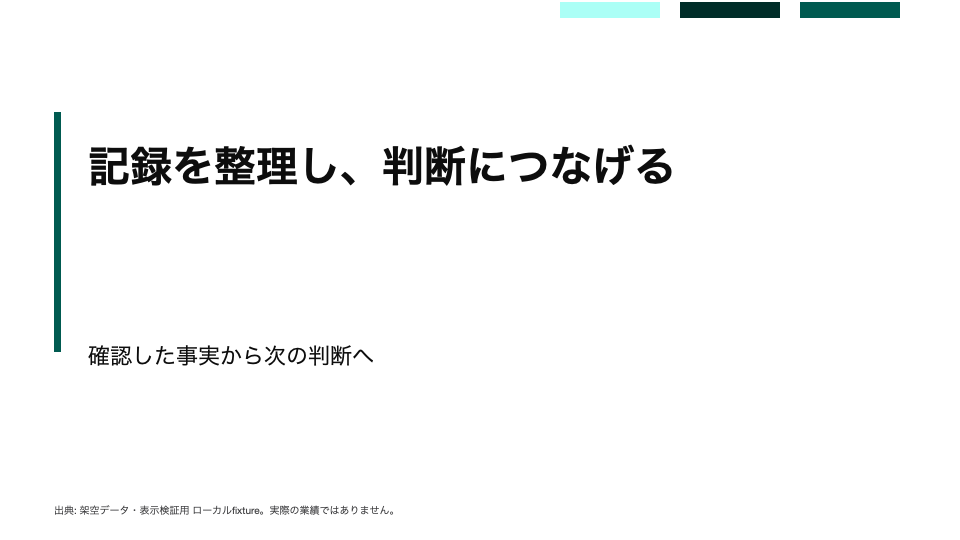 記録を整理し、判断につなげる
確認した事実から次の判断へ
出典: 架空データ・表示検証用 ローカルfixture。実際の業績ではありません。